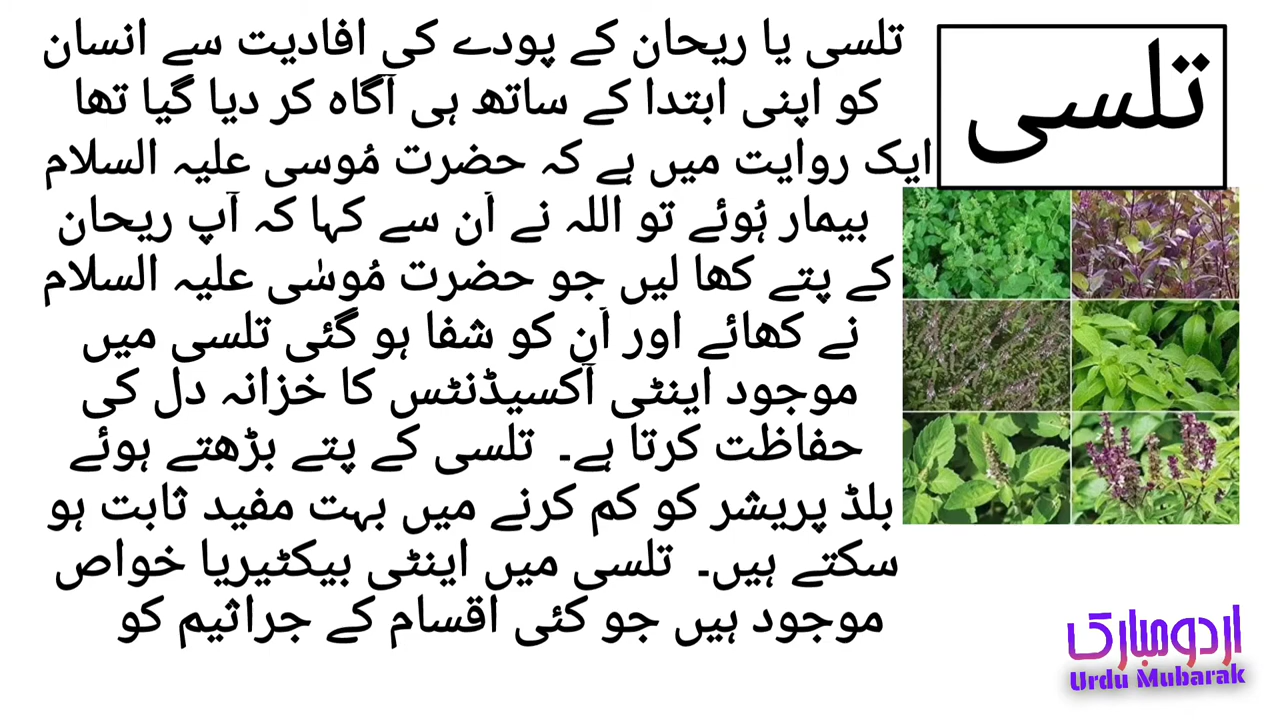 تلسی
تلسی یا ریحان کے پودے کی افادیت سے انسان
کو اپنی ابتدا کے ساتھ ہی آگاہ کر دیا گیا تھا
ایک روایت میں ہے کہ حضرت مُوسی علیہ السلام
بیمار ہُوئے تو اللہ نے اَن سے کہا کہ آپ ریحان
کے پتے کھا لیں جو حضرت مُوسٰی علیہ السلام
نے کھائے اور اَن کو شفا ہو گئی تلسی میں
موجود اینٹی آکسیڈنٹس کا خزانہ دل کی
حفاظت کرتا ہے۔ تلسی کے پتے بڑھتے ہوئے
بلڈ پریشر کو کم کرنے میں بہت مفید ثابت ہو
سکتے ہیں۔ تلسی میں اینٹی بیکٹیریا خواص
موجود ہیں جو کئی اقسام کے جراثیم کو
اردو مبارک
Urdu Mubarak